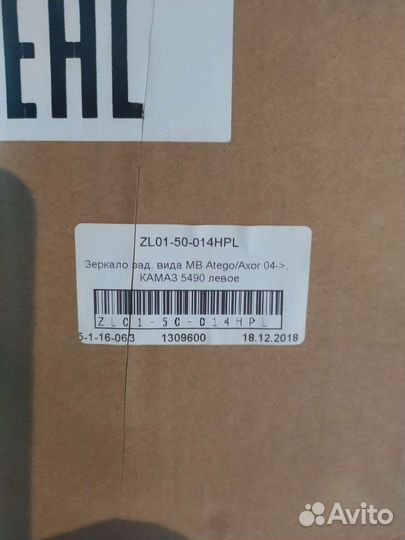 EAC
ZL01-50-014HPL
Зеркало зад. вида MB Atego/Axor 04->,
КАМАЗ 5490 левое
ZL01-50-014HPL
5-1-16-063 1309600 18.12.2018
Avito